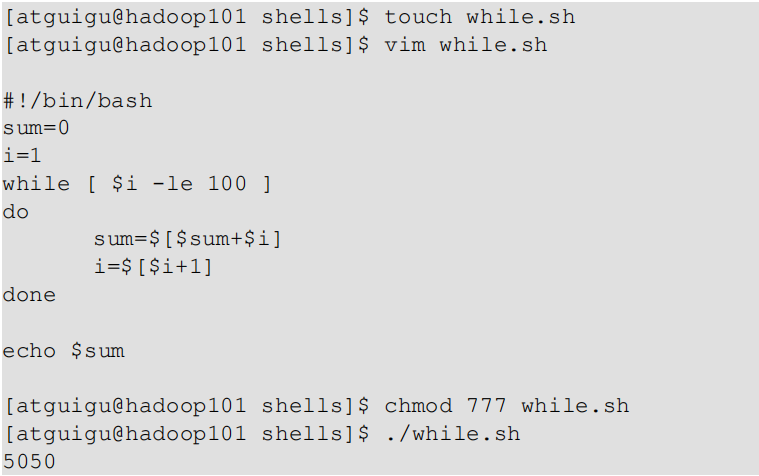 [atguigu@hadoop101 shells]$ touch while.sh
[atguigu@hadoop101 shells]$ vim while.sh
#!/bin/bash
sum=0
i=1
while [ $i -le 100 ]
do
sum=$[$sum+$i]
i=$[$i+1]
done
echo $sum
[atguigu@hadoop101 shells]$ chmod 777 while.sh
[atguigu@hadoop101 shells]$ ./while.sh
5050